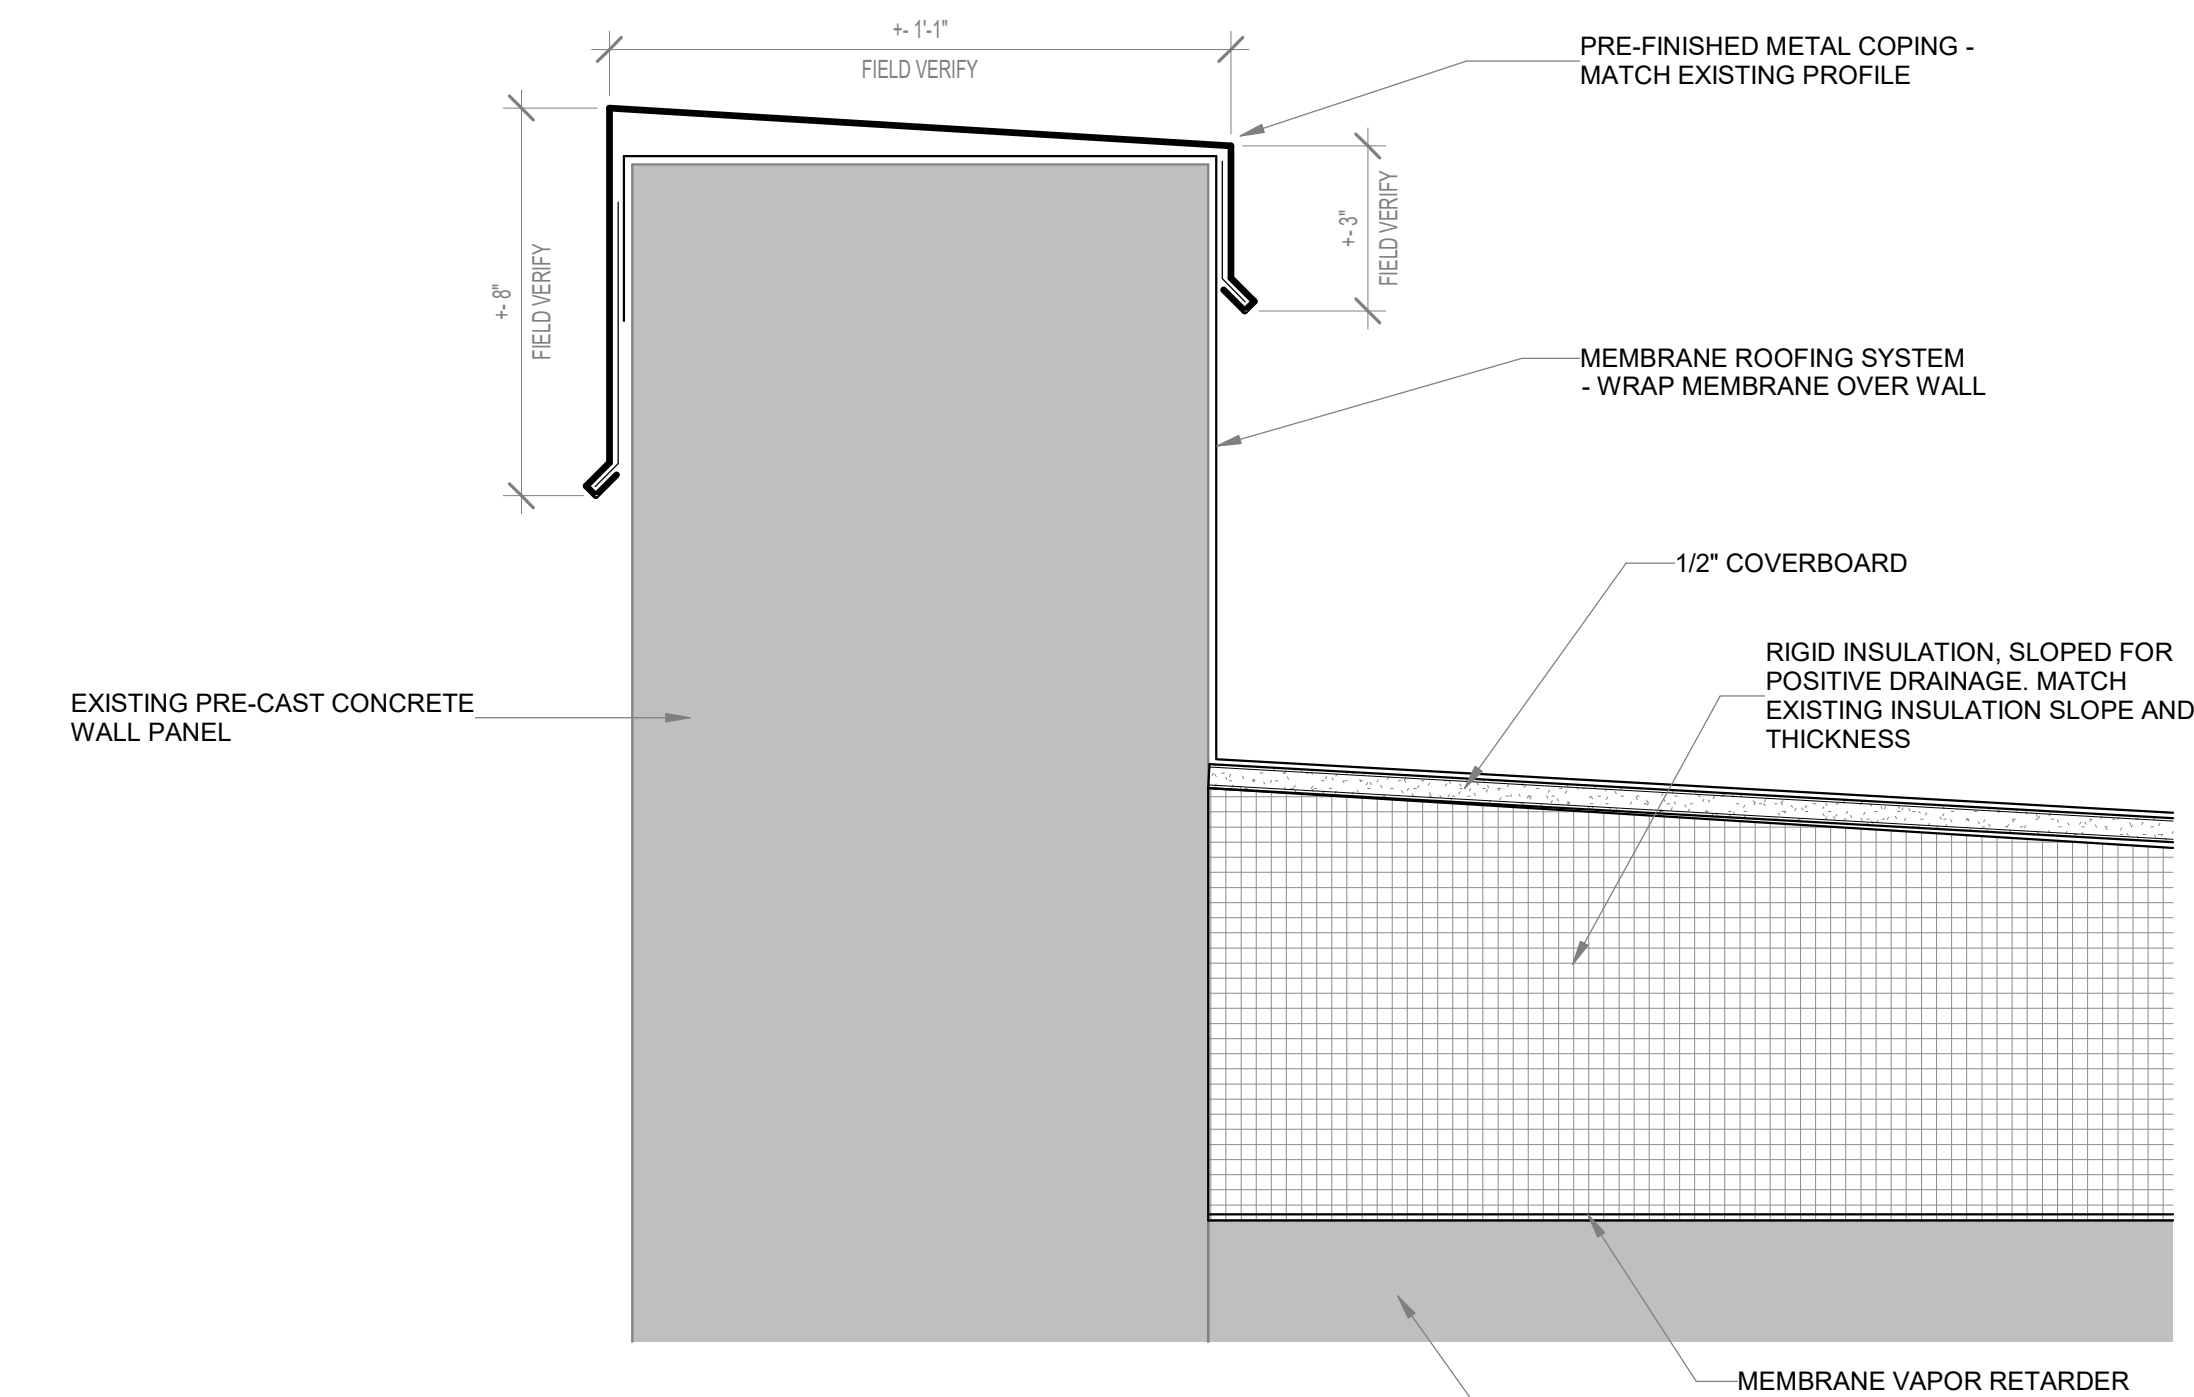 +- 1'-1"
FIELD VERIFY
PRE-FINISHED METAL COPING -
MATCH EXISTING PROFILE
+- 8"
FIELD VERIFY
+- 3"
FIELD VERIFY
MEMBRANE ROOFING SYSTEM
- WRAP MEMBRANE OVER WALL
1/2" COVERBOARD
RIGID INSULATION, SLOPED FOR
POSITIVE DRAINAGE. MATCH
EXISTING INSULATION SLOPE AND
THICKNESS
EXISTING PRE-CAST CONCRETE
WALL PANEL
MEMBRANE VAPOR RETARDER